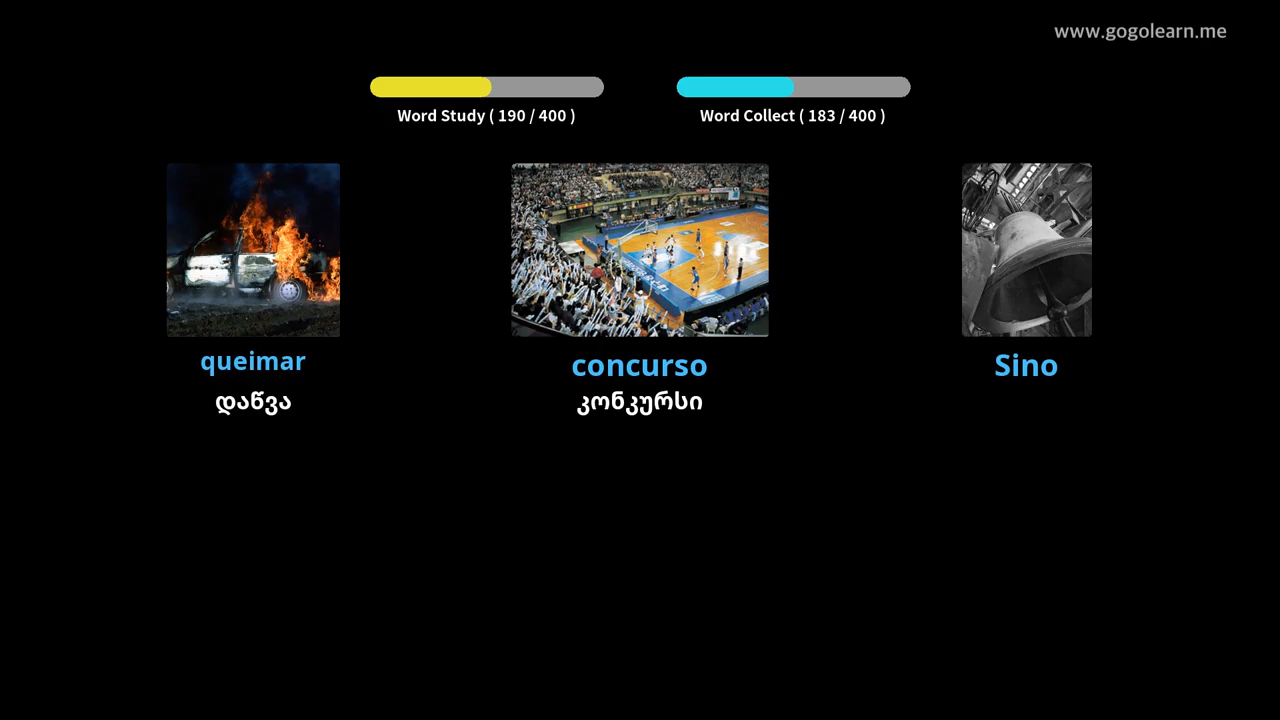 www.gogolearn.me
Word Study ( 190 / 400 )
Word Collect ( 183 / 400 )
queimar
concurso
Sino
დაწვა
კონკურსი